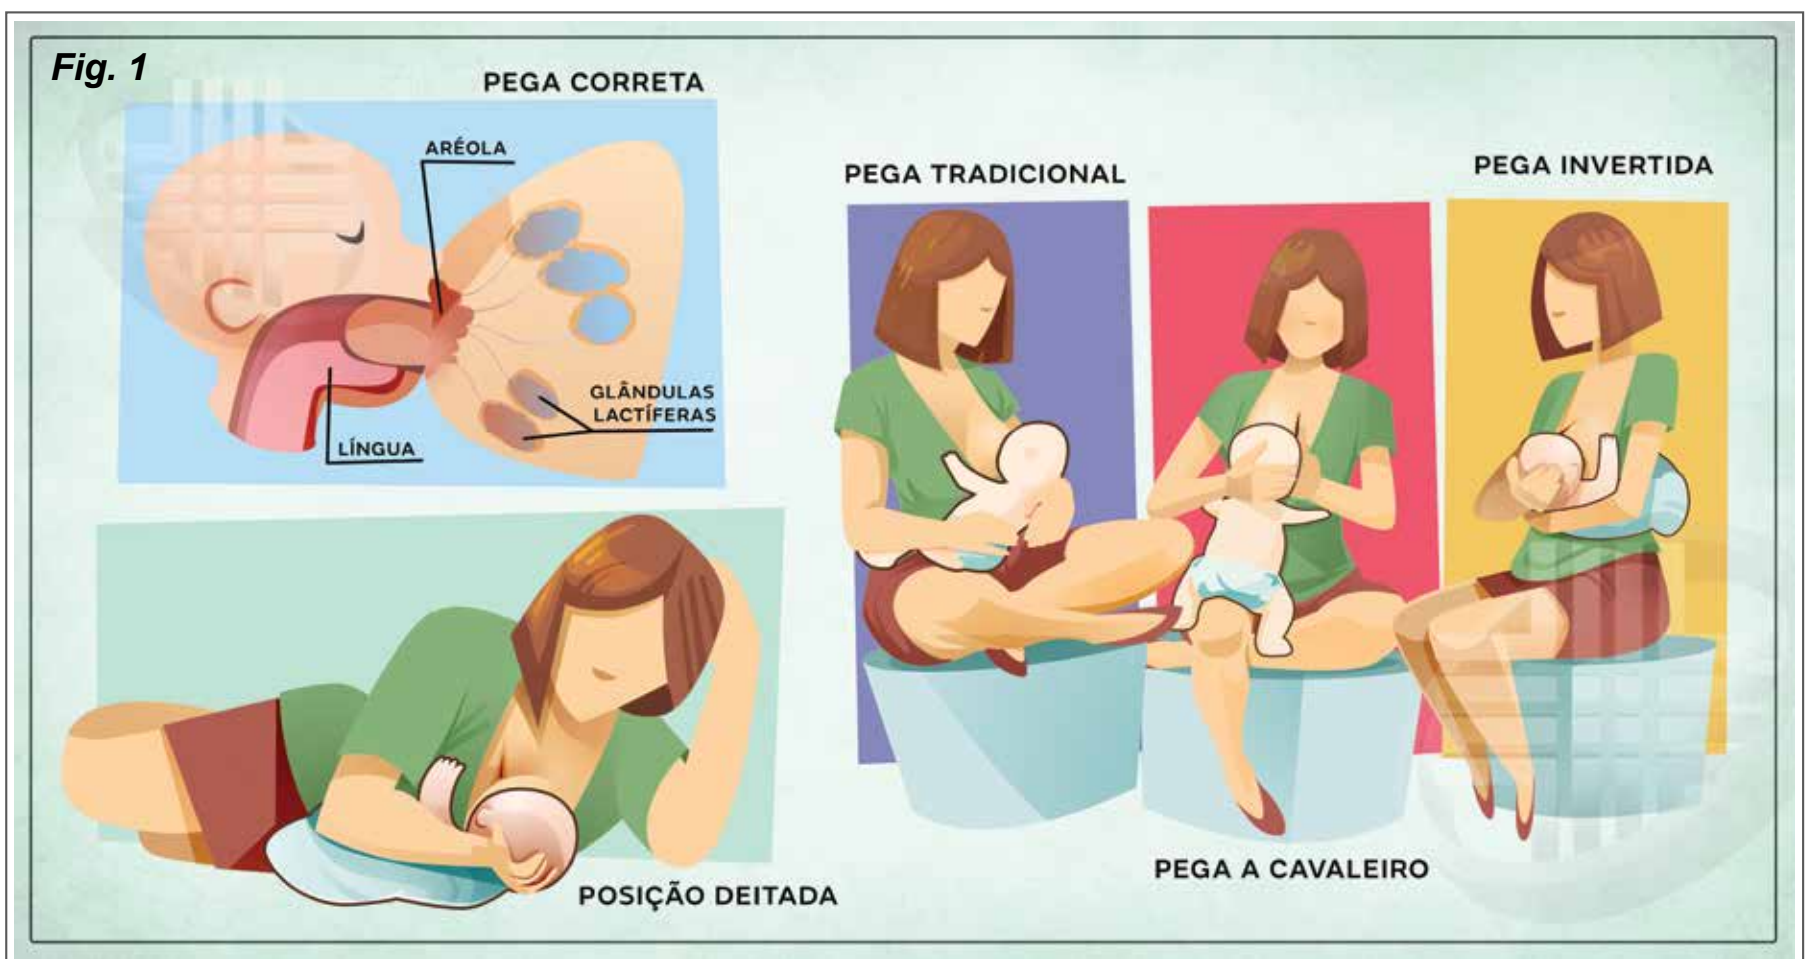 Fig. 1
PEGA CORRETA
ARÉOLA
GLÂNDULAS
LACTÍFERAS
LÍNGUA
PEGA TRADICIONAL
PEGA INVERTIDA
PEGA A CAVALEIRO
POSIÇÃO DEITADA